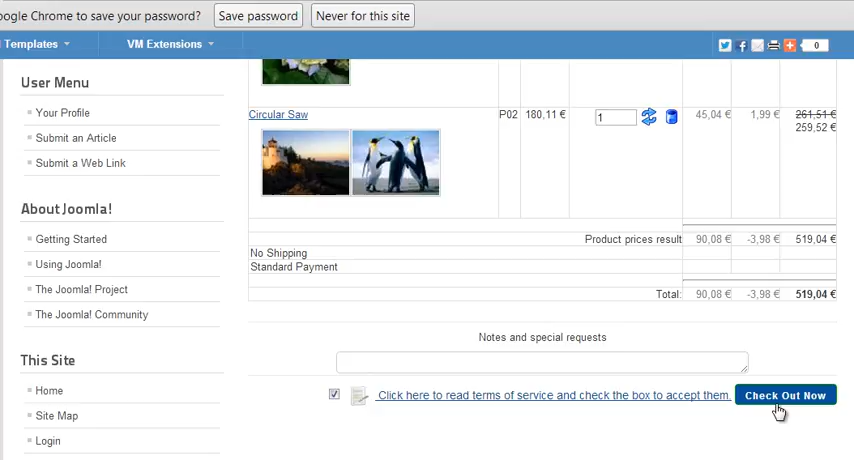 oogle Chrome to save your password? Save password Never for this site
Templates VM Extensions 0
User Menu
Your Profile
Submit an Article
Submit a Web Link
About Joomla!
Getting Started
Using Joomla!
The Joomla! Project
The Joomla! Community
This Site
Home
Site Map
Login
Circular Saw P02 180,11 € 1 45,04 € 1,99 € 261,51 €
259,52 €
Product prices result 90,08 € -3,98 € 519,04 €
No Shipping
Standard Payment
Total: 90,08 € -3,98 € 519,04 €
Notes and special requests
Click here to read terms of service and check the box to accept them. Check Out Now